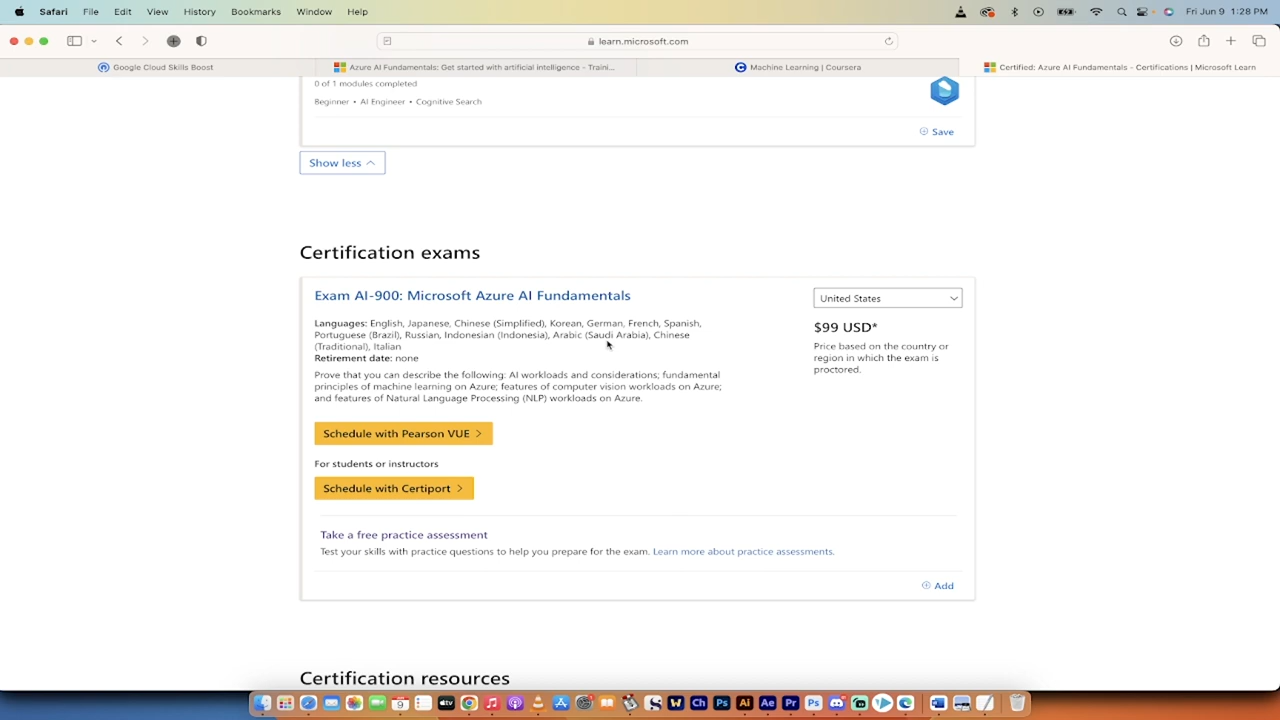 Safari File Edit View History Bookmarks Window Help Fri Jun 9 1:28 PM
learn.microsoft.com
Google Cloud Skills Boost
Azure AI Fundamentals: Get started with artificial intelligence - Traini...
Machine Learning | Coursera
Certified: Azure AI Fundamentals - Certifications | Microsoft Learn
0 of 1 modules completed
Beginner • AI Engineer • Cognitive Search
Save
Show less
Certification exams
Exam AI-900: Microsoft Azure AI Fundamentals
Languages: English, Japanese, Chinese (Simplified), Korean, German, French, Spanish,
Portuguese (Brazil), Russian, Indonesian (Indonesia), Arabic (Saudi Arabia), Chinese
(Traditional), Italian
Retirement date: none
Prove that you can describe the following: AI workloads and considerations; fundamental
principles of machine learning on Azure; features of computer vision workloads on Azure;
and features of Natural Language Processing (NLP) workloads on Azure.
United States
$99 USD*
Price based on the country or
region in which the exam is
proctored.
Schedule with Pearson VUE
For students or instructors
Schedule with Certiport
Take a free practice assessment
Test your skills with practice questions to help you prepare for the exam. Learn more about practice assessments.
Add
Certification resources
9 tv S W Ch Ps Ai Ae Pr Ps